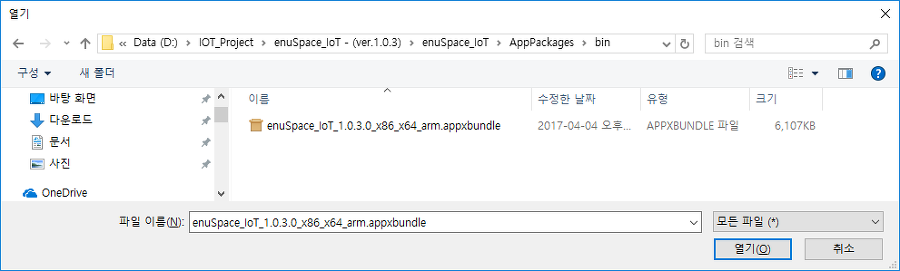 열기
« Data (D:) › IOT_Project › enuSpace_IoT - (ver.1.0.3) › enuSpace_IoT › AppPackages › bin
bin 검색
구성 새 폴더
이름 수정한 날짜 유형 크기
바탕 화면
다운로드
문서
사진
OneDrive
enuSpace_IoT_1.0.3.0_x86_x64_arm.appxbundle 2017-04-04 오후... APPXBUNDLE 파일 6,107KB
파일 이름(N): enuSpace_IoT_1.0.3.0_x86_x64_arm.appxbundle 모든 파일 (*)
열기(O) 취소